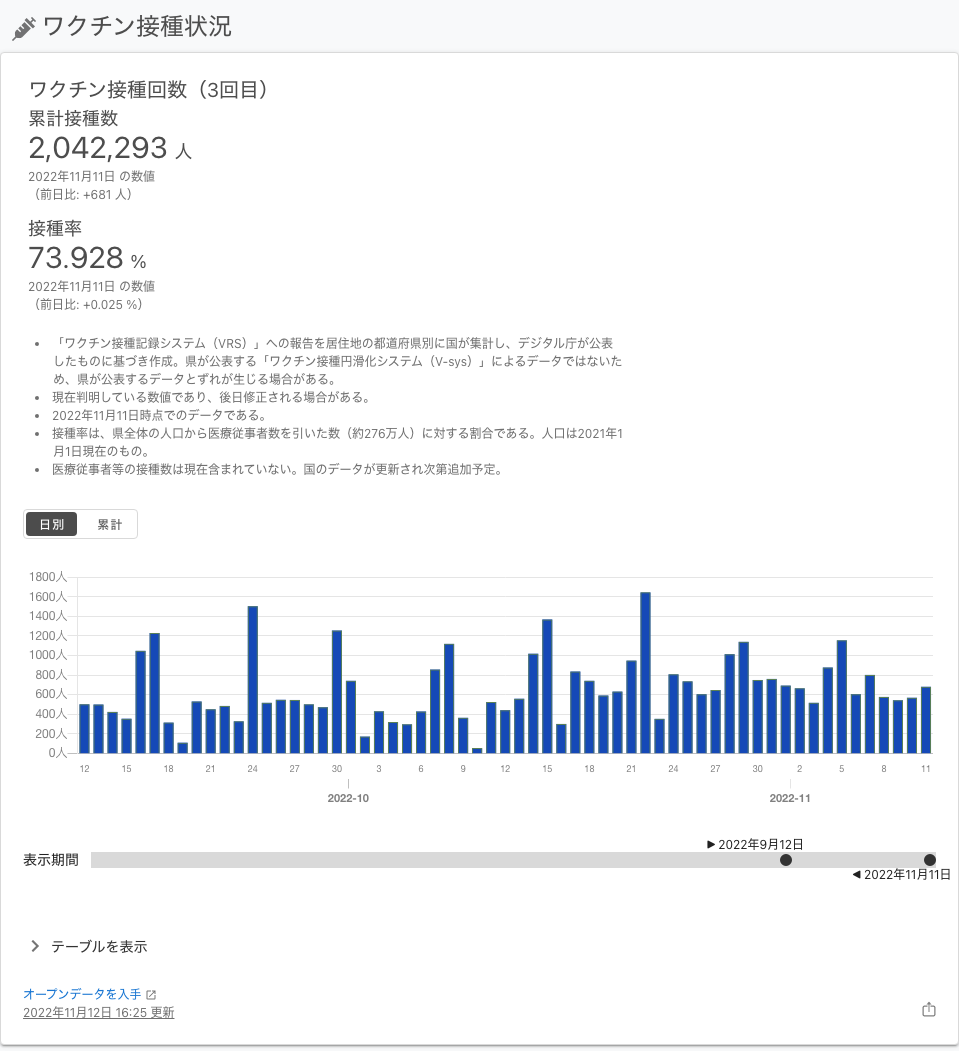 ワクチン接種状況
ワクチン接種回数（3回目）
累計接種数
2,042,293 人
2022年11月11日 の数値
（前日比: +681 人）
接種率
73.928 %
2022年11月11日 の数値
（前日比: +0.025 %）
• 「ワクチン接種記録システム（VRS）」への報告を居住地の都道府県別に国が集計し、デジタル庁が公表
したものに基づき作成。県が公表する「ワクチン接種円滑化システム（V-sys）」によるデータではないた
め、県が公表するデータとずれが生じる場合がある。
• 現在判明している数値であり、後日修正される場合がある。
• 2022年11月11日時点でのデータである。
• 接種率は、県全体の人口から医療従事者数を引いた数（約276万人）に対する割合である。人口は2021年1
月1日現在のもの。
• 医療従事者等の接種数は現在含まれていない。国のデータが更新され次第追加予定。
日別 累計
1800人
1600人
1400人
1200人
1000人
800人
600人
400人
200人
0人
12 15 18 21 24 27 30 3 6 9 12 15 18 21 24 27 30 2 5 8 11
2022-10 2022-11
▶ 2022年9月12日
表示期間
◀ 2022年11月11日
テーブルを表示
オープンデータを入手
2022年11月12日 16:25 更新